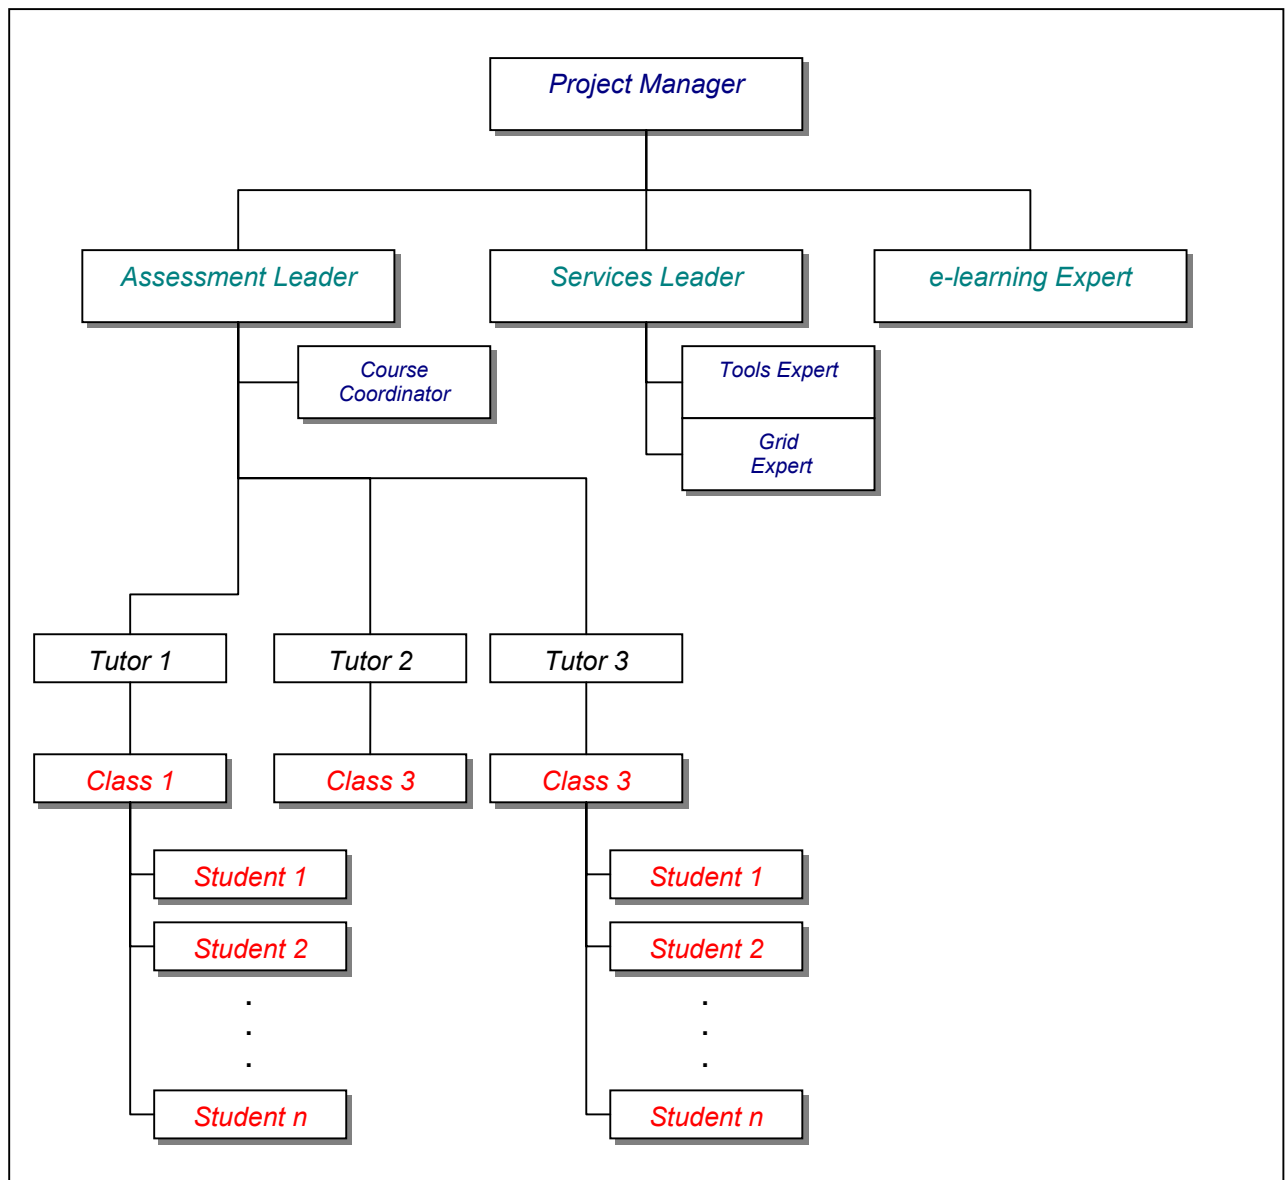 Project Manager
Assessment Leader
Services Leader
e-learning Expert
Course
Coordinator
Tools Expert
Grid
Expert
Tutor 1
Tutor 2
Tutor 3
Class 1
Class 3
Class 3
Student 1
Student 1
Student 2
Student 2
.
.
.
.
.
.
Student n
Student n